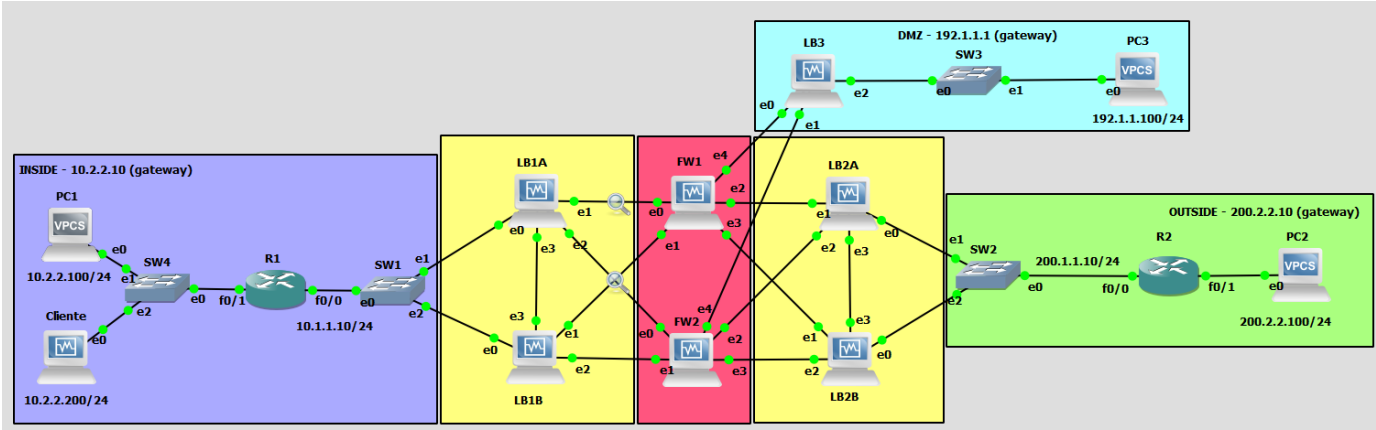 DMZ - 192.1.1.1 (gateway)
LB3
SW3
PC3
VPCS
e2
e0
e1
e0
e0
e1
192.1.1.100/24
INSIDE - 10.2.2.10 (gateway)
PC1
VPCS
e0
10.2.2.100/24
e1
SW4
e0
e2
Cliente
e0
10.2.2.200/24
R1
f0/1
f0/0
10.1.1.10/24
SW1
e1
e0
e2
LB1A
e0
e1
e2
e3
e3
e0
e1
e2
LB1B
FW1
e4
e0
e2
e3
e1
FW2
e4
e0
e2
e1
e3
LB2A
e1
e0
e2
e3
e3
e1
e0
e2
LB2B
OUTSIDE - 200.2.2.10 (gateway)
e1
SW2
e0
e2
200.1.1.10/24
R2
f0/0
f0/1
PC2
VPCS
e0
200.2.2.100/24